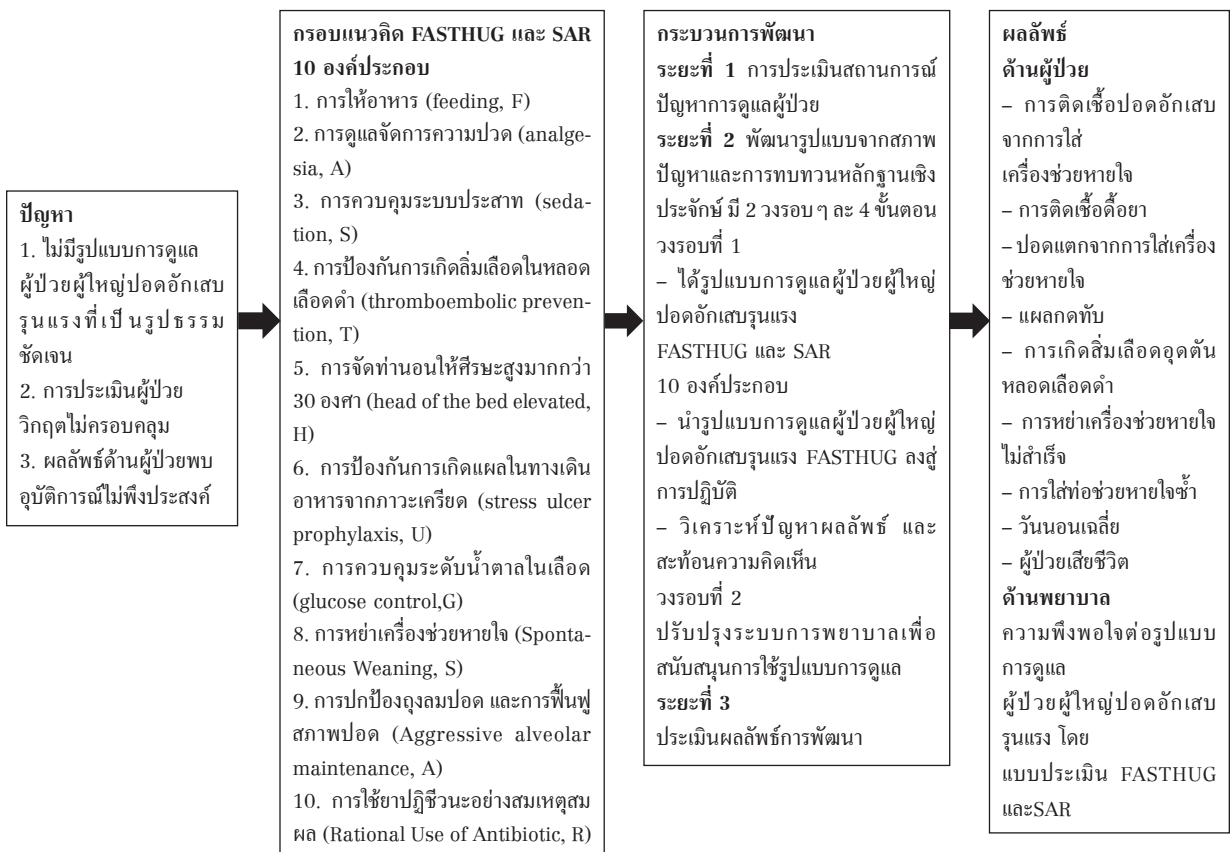 ปัญหา
1. ไม่มีรูปแบบการดูแล
ผู้ป่วยผู้ใหญ่ปอดอักเสบ
รุนแรงที่เป็นรูปธรรม
ชัดเจน
2. การประเมินผู้ป่วย
วิกฤตไม่ครอบคลุม
3. ผลลัพธ์ด้านผู้ป่วยพบ
อุบัติการณ์ไม่พึงประสงค์
กรอบแนวคิด FASTHUG และ SAR
10 องค์ประกอบ
1. การให้อาหาร (feeding, F)
2. การดูแลจัดการความปวด (analge-
sia, A)
3. การควบคุมระบบประสาท (seda-
tion, S)
4. การป้องกันการเกิดลิ่มเลือดในหลอด
เลือดดำ (thromboembolic preven-
tion, T)
5. การจัดท่านอนให้ศีรษะสูงมากกว่า
30 องศา (head of the bed elevated,
H)
6. การป้องกันการเกิดแผลในทางเดิน
อาหารจากภาวะเครียด (stress ulcer
prophylaxis, U)
7. การควบคุมระดับน้ำตาลในเลือด
(glucose control,G)
8. การหย่าเครื่องช่วยหายใจ (Sponta-
neous Weaning, S)
9. การปกป้องถุงลมปอด และการฟื้นฟู
สภาพปอด (Aggressive alveolar
maintenance, A)
10. การใช้ยาปฏิชีวนะอย่างสมเหตุสม
ผล (Rational Use of Antibiotic, R)
กระบวนการพัฒนา
ระยะที่ 1 การประเมินสถานการณ์
ปัญหาการดูแลผู้ป่วย
ระยะที่ 2 พัฒนารูปแบบจากสภาพ
ปัญหาและการทบทวนหลักฐานเชิง
ประจักษ์ มี 2 วงรอบ ๆ ละ 4 ขั้นตอน
วงรอบที่ 1
– ได้รูปแบบการดูแลผู้ป่วยผู้ใหญ่
ปอดอักเสบรุนแรง
FASTHUG และ SAR
10 องค์ประกอบ
– นำรูปแบบการดูแลผู้ป่วยผู้ใหญ่
ปอดอักเสบรุนแรง FASTHUG ลงสู่
การปฏิบัติ
– วิเคราะห์ปัญหาผลลัพธ์ และ
สะท้อนความคิดเห็น
วงรอบที่ 2
ปรับปรุงระบบการพยาบาลเพื่อ
สนับสนุนการใช้รูปแบบการดูแล
ระยะที่ 3
ประเมินผลลัพธ์การพัฒนา
ผลลัพธ์
ด้านผู้ป่วย
– การติดเชื้อปอดอักเสบ
จากการใส่
เครื่องช่วยหายใจ
– การติดเชื้อดื้อยา
–ปอดแตกจากการใส่เครื่อง
ช่วยหายใจ
– แผลกดทับ
– การเกิดสิ่มเลือดอุดตัน
หลอดเลือดดำ
– การหย่าเครื่องช่วยหายใจ
ไม่สำเร็จ
– การใส่ท่อช่วยหายใจซ้ำ
– วันนอนเฉลี่ย
– ผู้ป่วยเสียชีวิต
ด้านพยาบาล
ความพึงพอใจต่อรูปแบบ
การดูแล
ผู้ป่วยผู้ใหญ่ปอดอักเสบ
รุนแรง โดย
แบบประเมิน FASTHUG
และSAR